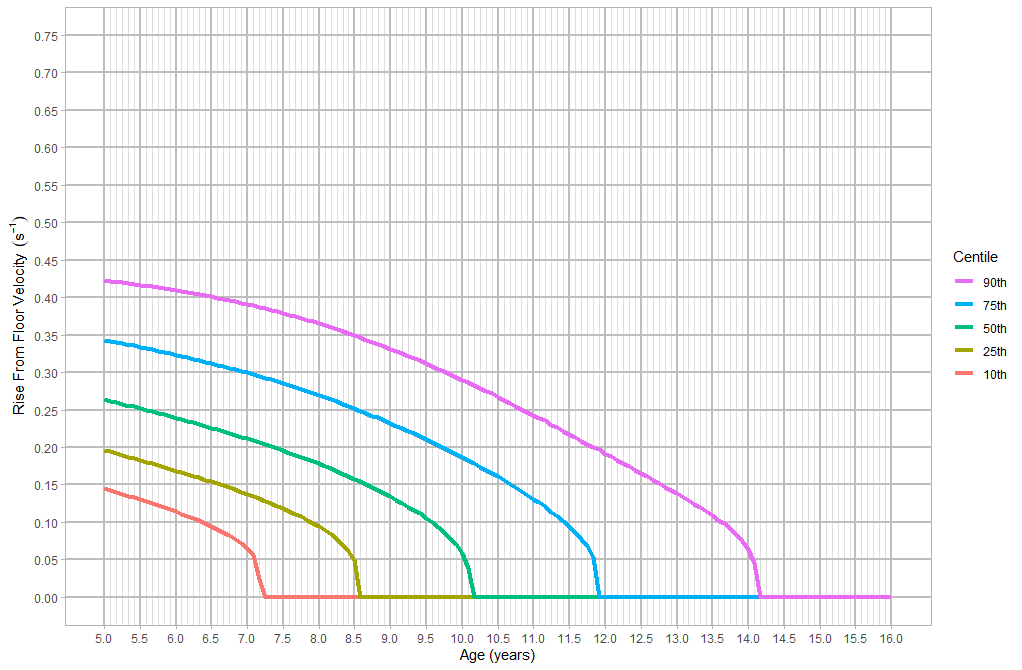 0.75
0.70
0.65
0.60
0.55
0.50
0.45
0.40
0.35
0.30
0.25
0.20
0.15
0.10
0.05
0.00
Rise From Floor Velocity (s⁻¹)
5.0 5.5 6.0 6.5 7.0 7.5 8.0 8.5 9.0 9.5 10.0 10.5 11.0 11.5 12.0 12.5 13.0 13.5 14.0 14.5 15.0 15.5 16.0
Age (years)
Centile
90th
75th
50th
25th
10th